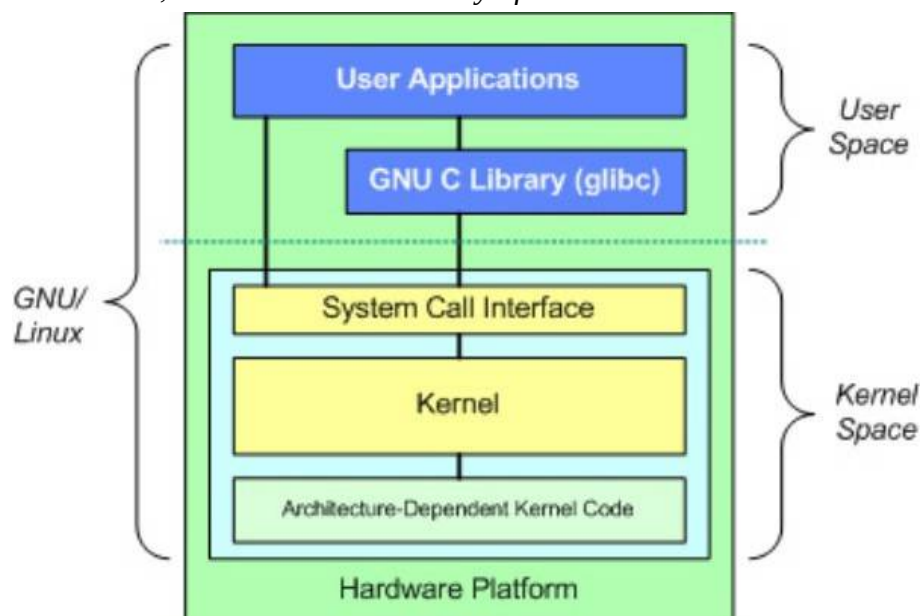 User Applications
GNU C Library (glibc)
User
Space
GNU/
Linux
System Call Interface
Kernel
Architecture-Dependent Kernel Code
Kernel
Space
Hardware Platform